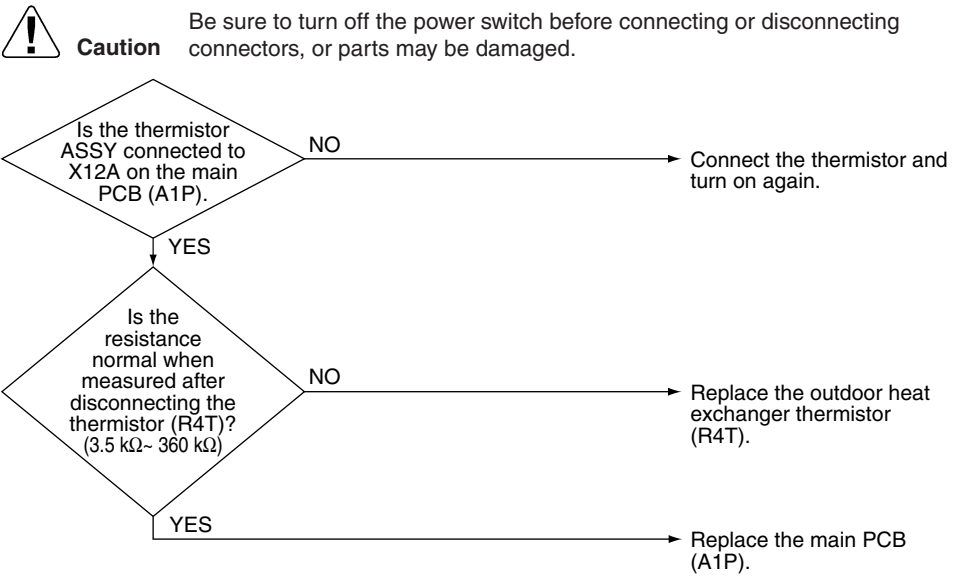 Be sure to turn off the power switch before connecting or disconnecting
Caution connectors, or parts may be damaged.
Is the thermistor
ASSY connected to
X12A on the main
PCB (A1P).
NO
Connect the thermistor and
turn on again.
YES
Is the
resistance
normal when
measured after
disconnecting the
thermistor (R4T)?
(3.5 kΩ~ 360 kΩ)
NO
Replace the outdoor heat
exchanger thermistor
(R4T).
YES
Replace the main PCB
(A1P).